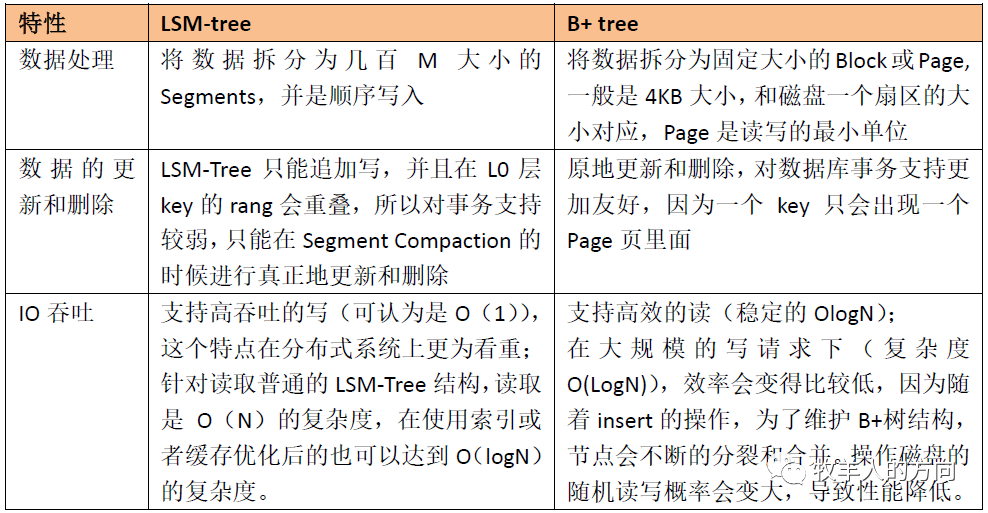 特性
LSM-tree
B+ tree
数据处理
将数据拆分为几百 M 大小的
Segments，并是顺序写入
将数据拆分为固定大小的 Block 或 Page,
一般是 4KB 大小，和磁盘一个扇区的大
小对应，Page 是读写的最小单位
数据的更
新和删除
LSM-Tree 只能追加写，并且在 L0 层
key 的 rang 会重叠，所以对事务支持
较弱，只能在 Segment Compaction 的
时候进行真正地更新和删除
原地更新和删除，对数据库事务支持更
加友好，因为一个 key 只会出现一个
Page 页里面
IO 吞吐
支持高吞吐的写（可认为是 O（1）），
这个特点在分布式系统上更为看重；
针对读取普通的 LSM-Tree 结构，读取
是 O（N）的复杂度，在使用索引或
者缓存优化后的也可以达到 O（logN）
的复杂度。
支持高效的读（稳定的 OlogN）；
在大规模的写请求下（复杂度
O(LogN)），效率会变得比较低，因为随
着 insert 的操作，为了维护 B+树结构，
节点会不断的分裂和合并，操作磁盘的
随机读写概率会变大，导致性能降低。
牧羊人的方向